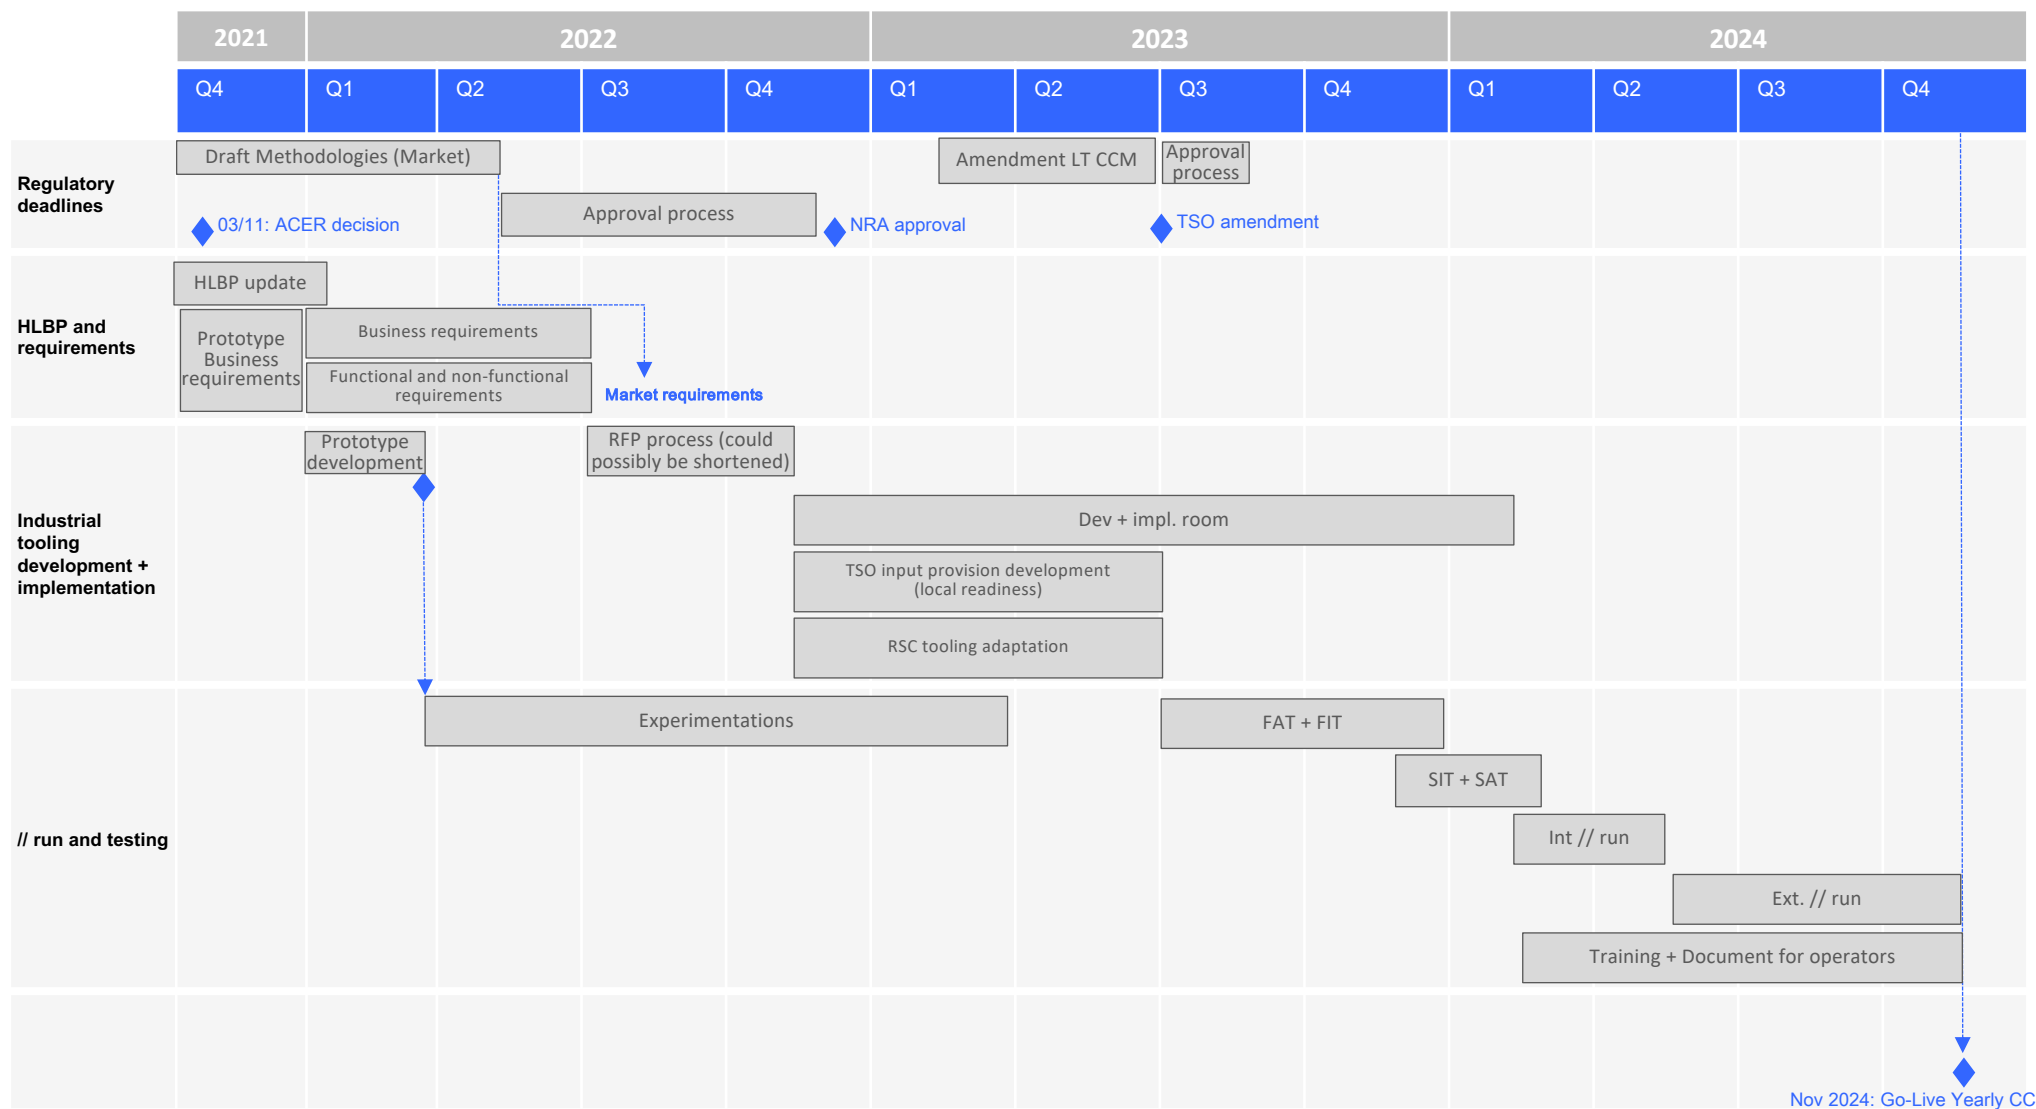 2021
2022
2023
2024
Q4
Q1
Q2
Q3
Q4
Q1
Q2
Q3
Q4
Q1
Q2
Q3
Q4
Regulatory
deadlines
Draft Methodologies (Market)
Amendment LT CCM
Approval
process
Approval process
03/11: ACER decision
NRA approval
TSO amendment
HLBP and
requirements
HLBP update
Prototype
Business
requirements
Business requirements
Functional and non-functional
requirements
Market requirements
Industrial
tooling
development +
implementation
Prototype
development
RFP process (could
possibly be shortened)
Dev + impl. room
TSO input provision development
(local readiness)
RSC tooling adaptation
// run and testing
Experimentations
FAT + FIT
SIT + SAT
Int // run
Ext. // run
Training + Document for operators
Nov 2024: Go-Live Yearly CC